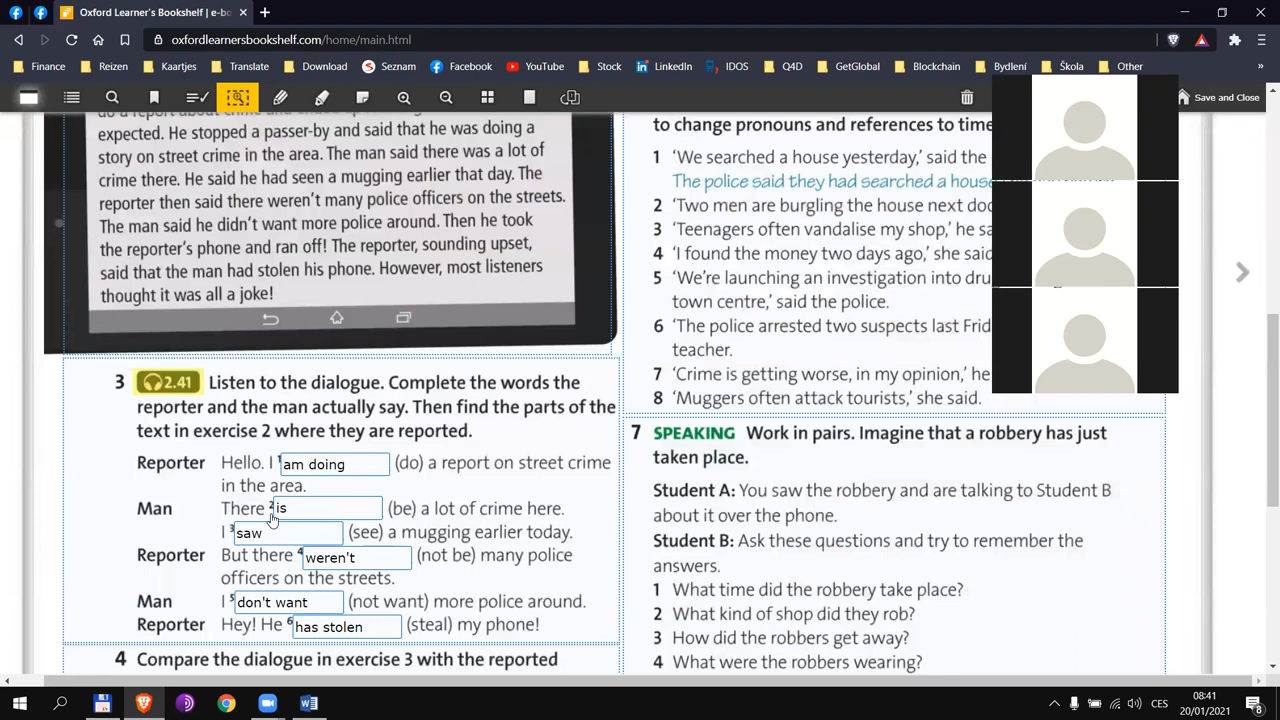 Oxford Learner's Bookshelf | e-bo
oxfordlearnersbookshelf.com/home/main.html
Finance
Reizen
Kaartjes
Translate
Download
Seznam
Facebook
YouTube
Stock
LinkedIn
IDOS
Q4D
GetGlobal
Blockchain
Bydlení
Škola
Other
»
Save and Close
expected. He stopped a passer-by and said that he was doing a
story on street crime in the area. The man said there was a lot of
crime there. He said he had seen a mugging earlier that day. The
reporter then said there weren't many police officers on the streets.
The man said he didn't want more police around. Then he took
the reporter's phone and ran off! The reporter, sounding upset,
said that the man had stolen his phone. However, most listeners
thought it was all a joke!
3 2.41 Listen to the dialogue. Complete the words the
reporter and the man actually say. Then find the parts of the
text in exercise 2 where they are reported.
Reporter Hello. I 1 am doing (do) a report on street crime
in the area.
Man There 2 is (be) a lot of crime here.
I 3 saw (see) a mugging earlier today.
Reporter But there 4 weren't (not be) many police
officers on the streets.
Man I 5 don't want (not want) more police around.
Reporter Hey! He 6 has stolen (steal) my phone!
4 Compare the dialogue in exercise 3 with the reported
to change pronouns and references to time
1 'We searched a house yesterday,' said the
The police said they had searched a house
2 'Two men are burgling the house next doo
3 'Teenagers often vandalise my shop,' he sa
4 'I found the money two days ago,' she said
5 'We're launching an investigation into dru
town centre,' said the police.
6 'The police arrested two suspects last Frid
teacher.
7 'Crime is getting worse, in my opinion,' he
8 'Muggers often attack tourists,' she said.
7 SPEAKING Work in pairs. Imagine that a robbery has just
taken place.
Student A: You saw the robbery and are talking to Student B
about it over the phone.
Student B: Ask these questions and try to remember the
answers.
1 What time did the robbery take place?
2 What kind of shop did they rob?
3 How did the robbers get away?
4 What were the robbers wearing?
CES
08:41
20/01/2021
8